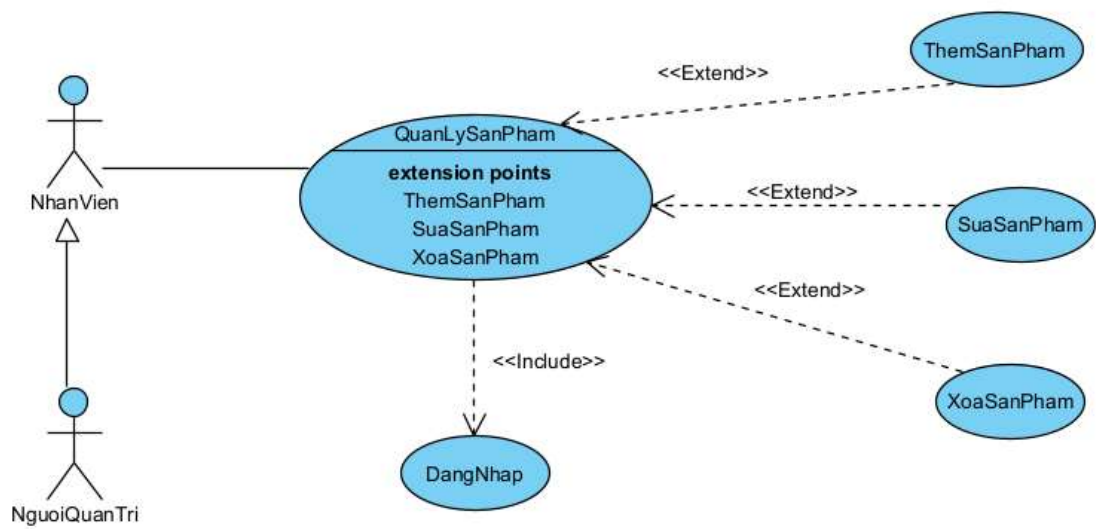 ThemSanPham
<<Extend>>
QuanLySanPham
extension points
ThemSanPham
SuaSanPham
XoaSanPham
NhanVien
<<Extend>>
SuaSanPham
<<Extend>>
<<Include>>
XoaSanPham
DangNhap
NguoiQuanTri